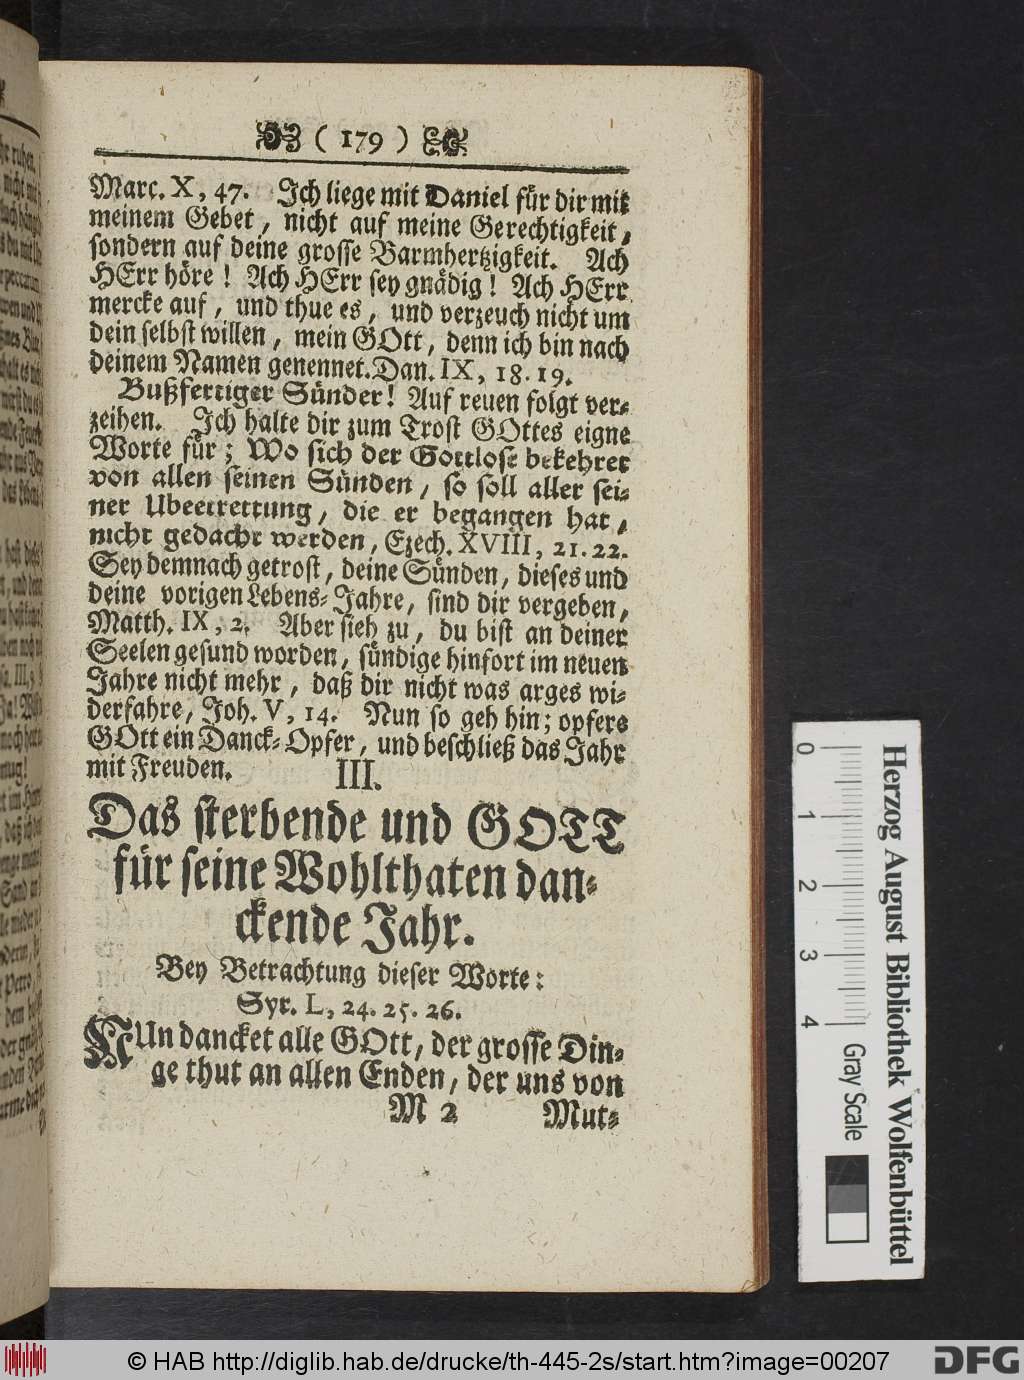 ( 179 )
Marc. X, 47. Ich liege mit Daniel für dir mit
meinem Gebet, nicht auf meine Gerechtigkeit,
sondern auf deine grosse Barmhertzigkeit. Ach
HErr höre! Ach HErr sey gnädig! Ach HErr
mercke auf, und thue es, und verzeuch nicht um
dein selbst willen, mein GOtt, denn ich bin nach
deinem Namen genennet. Dan. IX, 18. 19.
Bußfertiger Sünder! Auf reuen folgt ver-
zeihen. Ich halte dir zum Trost GOttes eigne
Worte für; Wo sich der Gottlose bekehret
von allen seinen Sünden, so soll aller sei-
ner Ubeetrettung, die er begangen hat,
nicht gedacht werden, Ezech. XVIII, 21. 22.
Sey demnach getrost, deine Sünden, dieses und
deine vorigen Lebens-Jahre, sind dir vergeben,
Matth. IX, 2. Aber sieh zu, du bist an deiner
Seelen gesund worden, sündige hinfort im neuen
Jahre nicht mehr, daß dir nicht was arges wi-
derfahre, Joh. V, 14. Nun so geh hin; opfere
GOtt ein Danck-Opfer, und beschließ das Jahr
mit Freuden.
III.
Das sterbende und GOTT
für seine Wohlthaten dan-
ckende Jahr.
Bey Betrachtung dieser Worte:
Syr. L, 24. 25. 26.
NUn dancket alle GOtt, der grosse Din-
ge thut an allen Enden, der uns von
M 2 Mut-
0 1 2 3 4
Gray Scale
Herzog August Bibliothek Wolfenbüttel
© HAB http://diglib.hab.de/drucke/th-445-2s/start.htm?image=00207
DFG